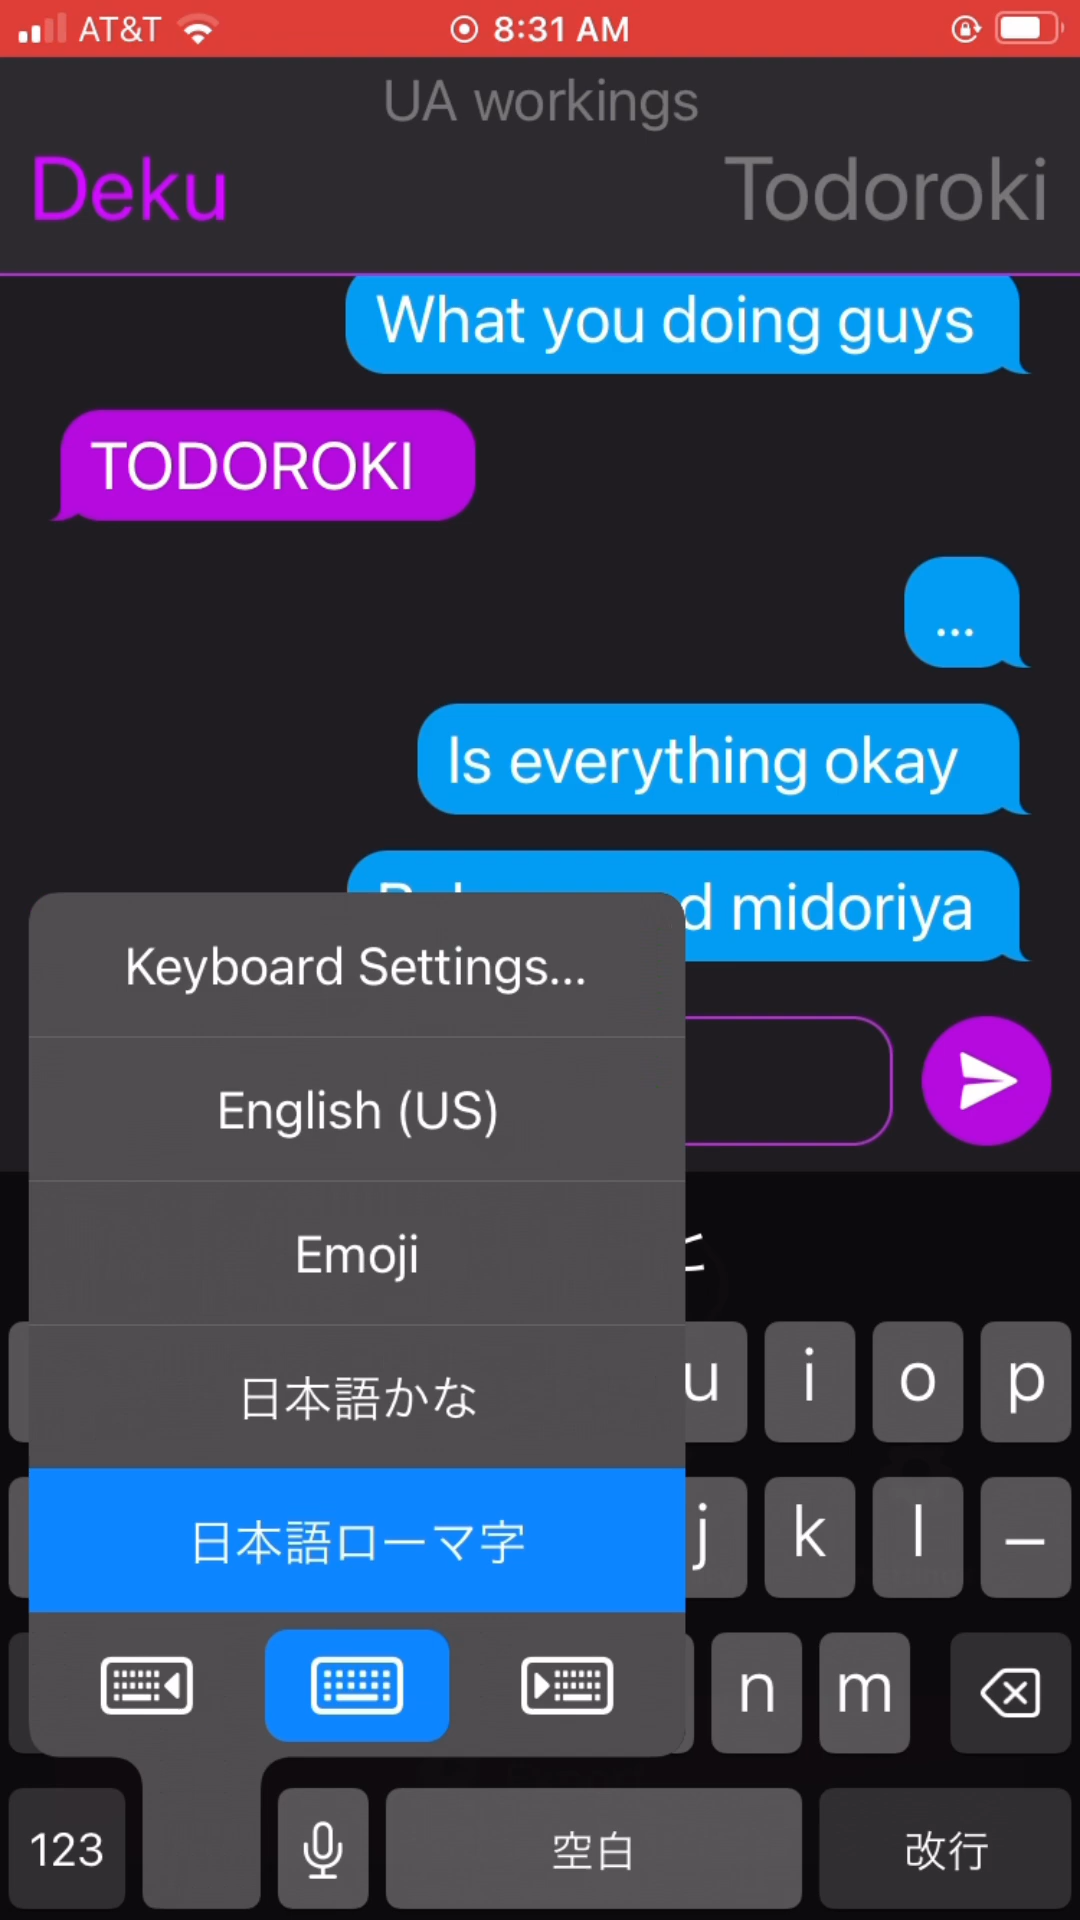 AT&T 8:31 AM
UA workings
Deku Todoroki
What you doing guys
TODOROKI
...
Is everything okay
midoriya
Keyboard Settings...
English (US)
Emoji
と
日本語かな
u i o p
日本語ローマ字
j k l ー
n m
123 空白 改行